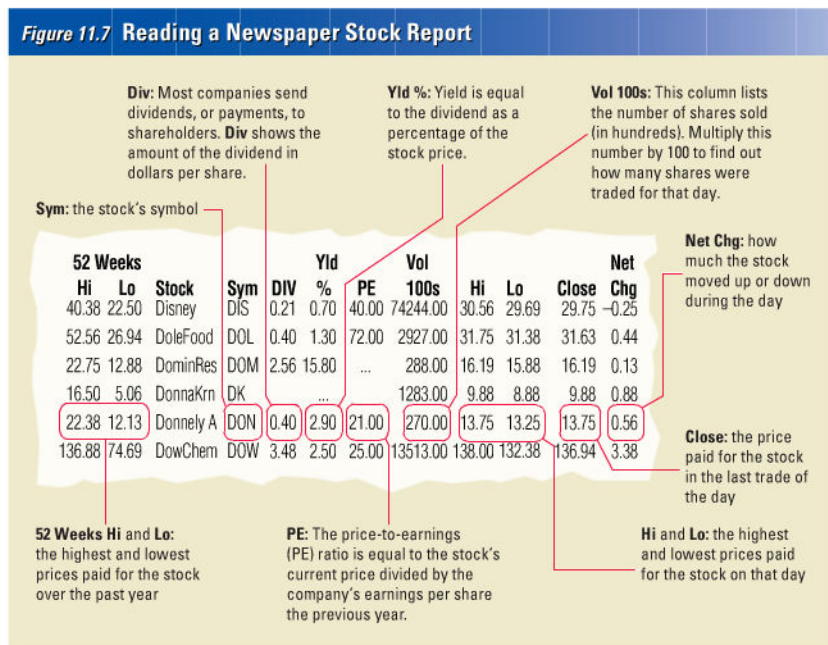 Figure 11.7 Reading a Newspaper Stock Report
Div: Most companies send
dividends, or payments, to
shareholders. Div shows the
amount of the dividend in
dollars per share.
Yld %: Yield is equal
to the dividend as a
percentage of the
stock price.
Vol 100s: This column lists
the number of shares sold
(in hundreds). Multiply this
number by 100 to find out
how many shares were
traded for that day.
Sym: the stock's symbol
Net Chg: how
much the stock
moved up or down
during the day
52 Weeks Yld Vol Net
Hi Lo Stock Sym DIV % PE 100s Hi Lo Close Chg
40.38 22.50 Disney DIS 0.21 0.70 40.00 74244.00 30.56 29.69 29.75 –0.25
52.56 26.94 DoleFood DOL 0.40 1.30 72.00 2927.00 31.75 31.38 31.63 0.44
22.75 12.88 DominRes DOM 2.56 15.80 ... 288.00 16.19 15.88 16.19 0.13
16.50 5.06 DonnaKrn DK ... 1283.00 9.88 8.88 9.88 0.88
22.38 12.13 Donnely A DON 0.40 2.90 21.00 270.00 13.75 13.25 13.75 0.56
136.88 74.69 DowChem DOW 3.48 2.50 25.00 13513.00 138.00 132.38 136.94 3.38
Close: the price
paid for the stock
in the last trade of
the day
52 Weeks Hi and Lo:
the highest and lowest
prices paid for the stock
over the past year
PE: The price-to-earnings
(PE) ratio is equal to the stock's
current price divided by the
company's earnings per share
the previous year.
Hi and Lo: the highest
and lowest prices paid
for the stock on that day